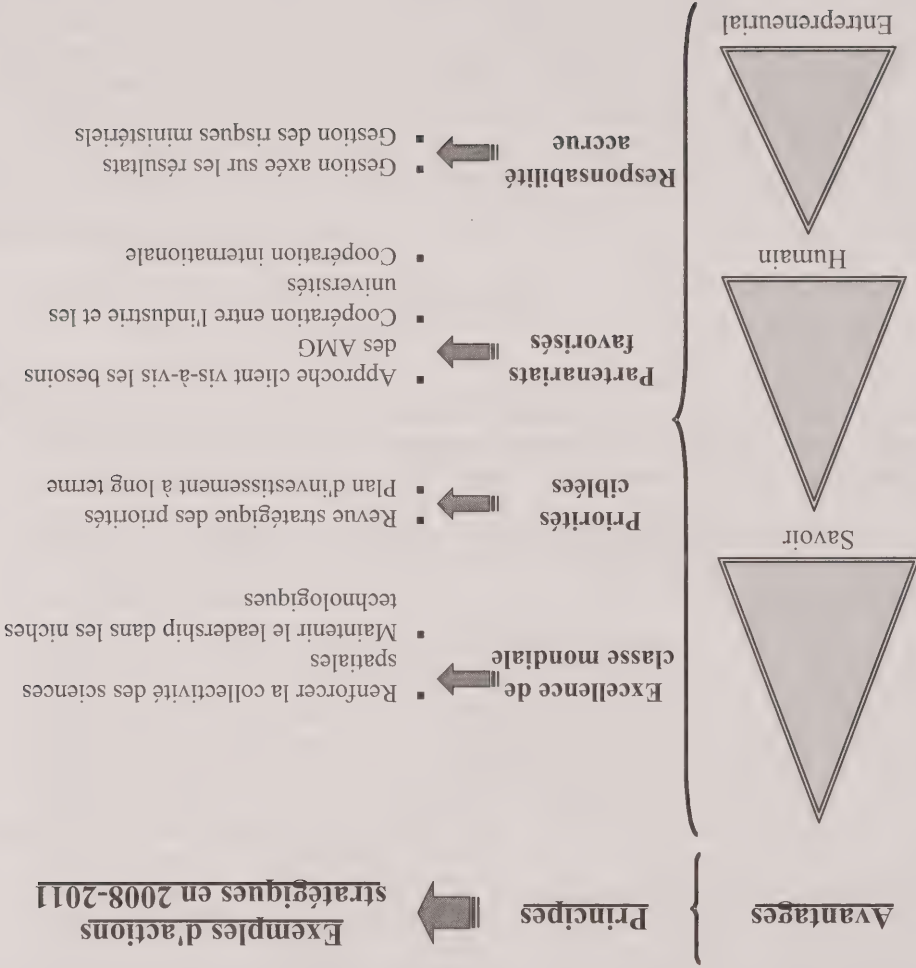 Avantages
Principes
Exemples d'actions
stratégiques en 2008-2011
Savoir
Humain
Entrepreneurial
Excellence de
classe mondiale
▪ Renforcer la collectivité des sciences
spatiales
▪ Maintenir le leadership dans les niches
technologiques
Priorités
ciblées
▪ Revue stratégique des priorités
▪ Plan d'investissement à long terme
Partenariats
favorisés
▪ Approche client vis-à-vis les besoins
des AMG
▪ Coopération entre l'industrie et les
universités
▪ Coopération internationale
Responsabilité
accrue
▪ Gestion axée sur les résultats
▪ Gestion des risques ministériels